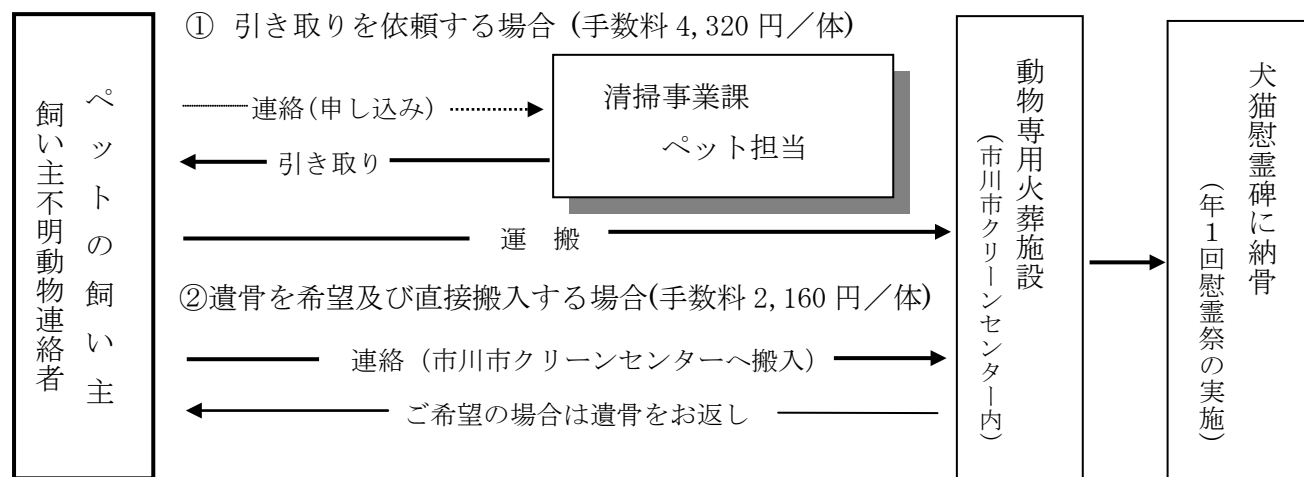 ペットの飼い主
飼い主不明動物連絡者
① 引き取りを依頼する場合 (手数料 4,320 円／体)
連絡(申し込み)
引き取り
清掃事業課
ペット担当
運 搬
②遺骨を希望及び直接搬入する場合(手数料 2,160 円／体)
連絡（市川市クリーンセンターへ搬入）
ご希望の場合は遺骨をお返し
動物専用火葬施設
（市川市クリーンセンター内）
犬猫慰霊碑に納骨
（年１回慰霊祭の実施）